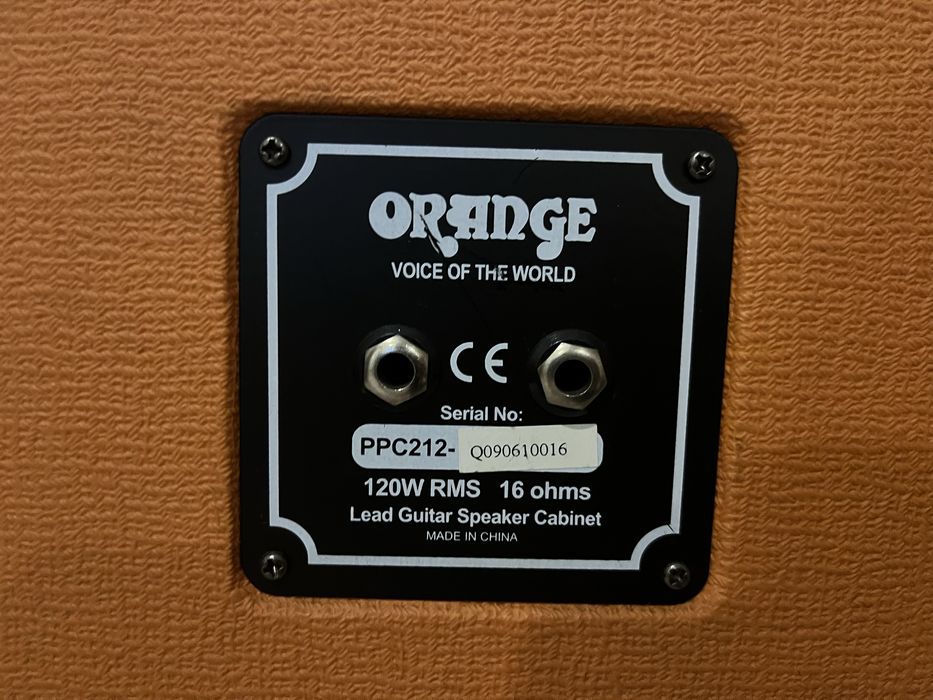 ORANGE
VOICE OF THE WORLD
CE
Serial No:
PPC212- Q090610016
120W RMS 16 ohms
Lead Guitar Speaker Cabinet
MADE IN CHINA